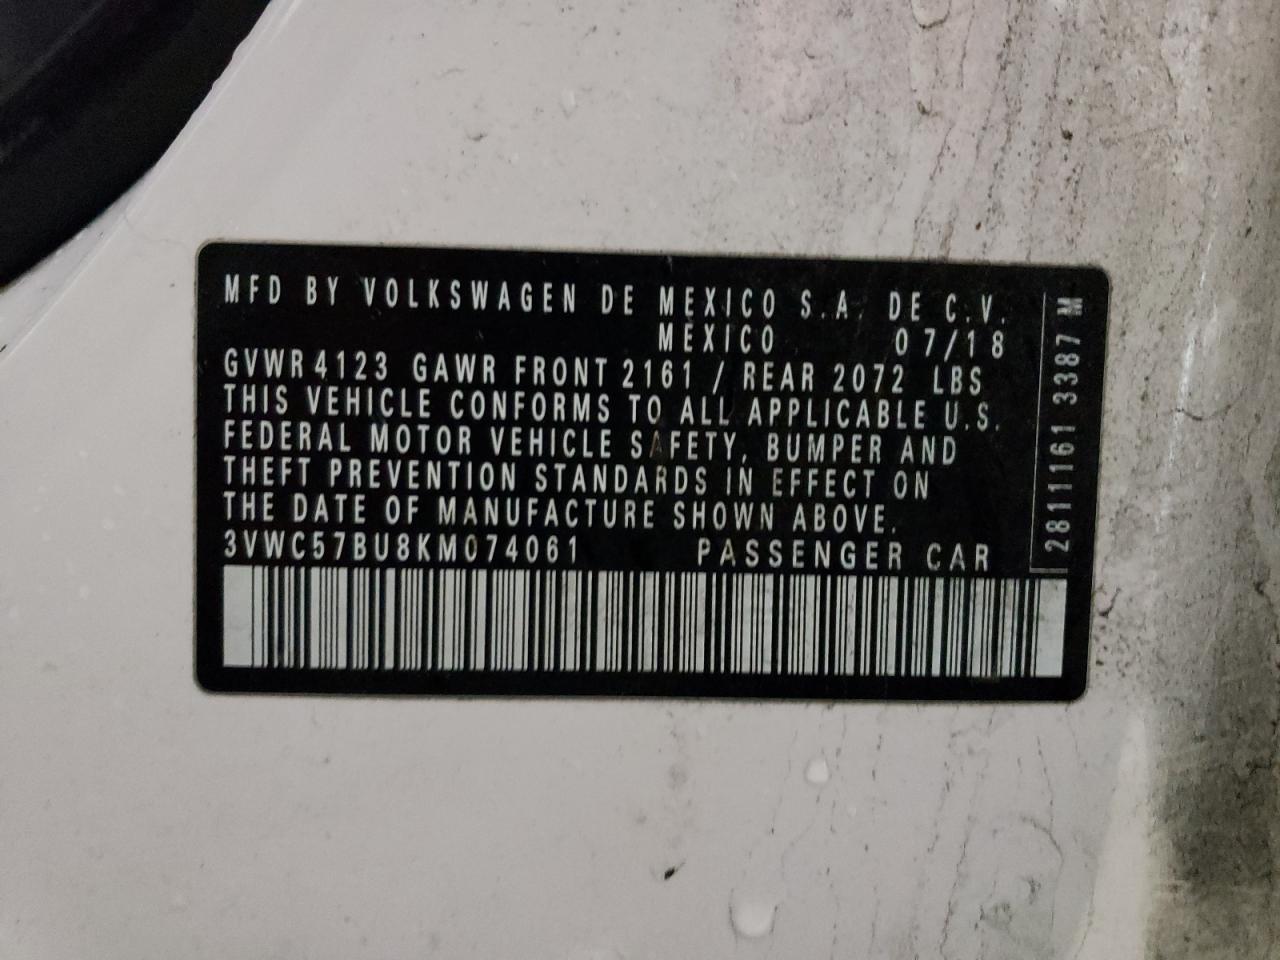 MFD BY VOLKSWAGEN DE MEXICO S.A. DE C.V.
MEXICO 07/18
GVWR 4123 GAWR FRONT 2161 / REAR 2072 LBS
THIS VEHICLE CONFORMS TO ALL APPLICABLE U.S.
FEDERAL MOTOR VEHICLE SAFETY, BUMPER AND
THEFT PREVENTION STANDARDS IN EFFECT ON
THE DATE OF MANUFACTURE SHOWN ABOVE.
3VWC57BU8KM074061 PASSENGER CAR
2811161 3387 M